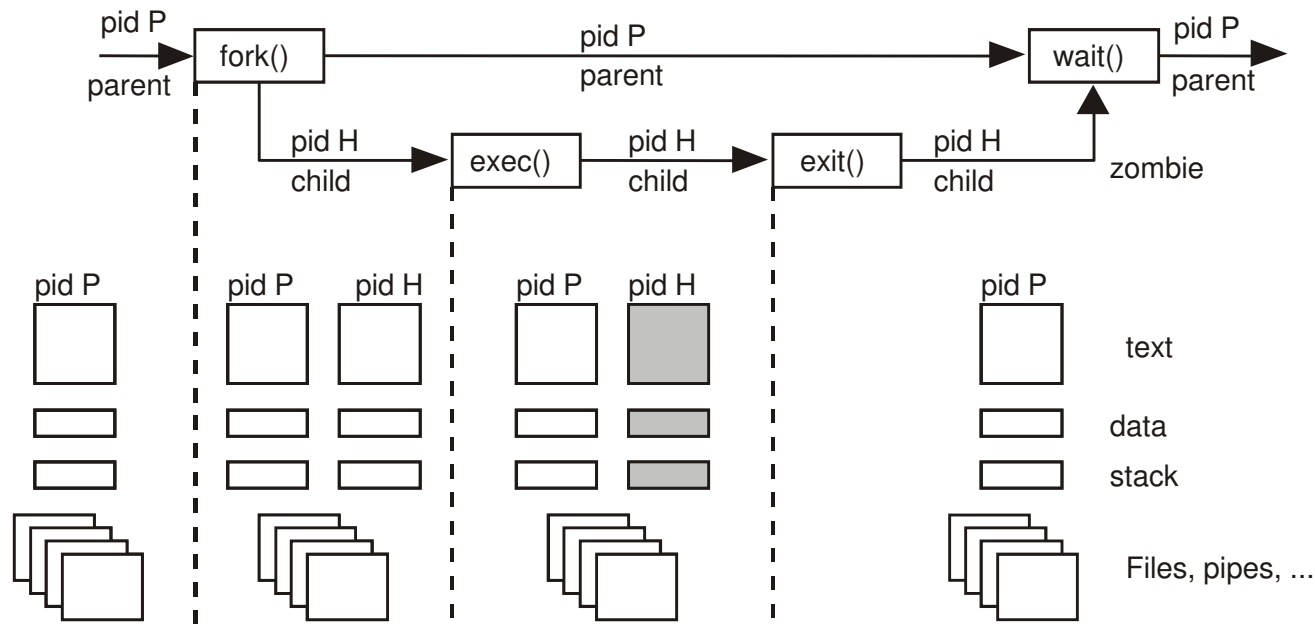 pid P
parent
fork()
pid P
parent
wait()
pid P
parent
pid H
child
exec()
pid H
child
exit()
pid H
child
zombie
pid P
pid P
pid H
pid P
pid H
pid P
text
data
stack
Files, pipes, ...